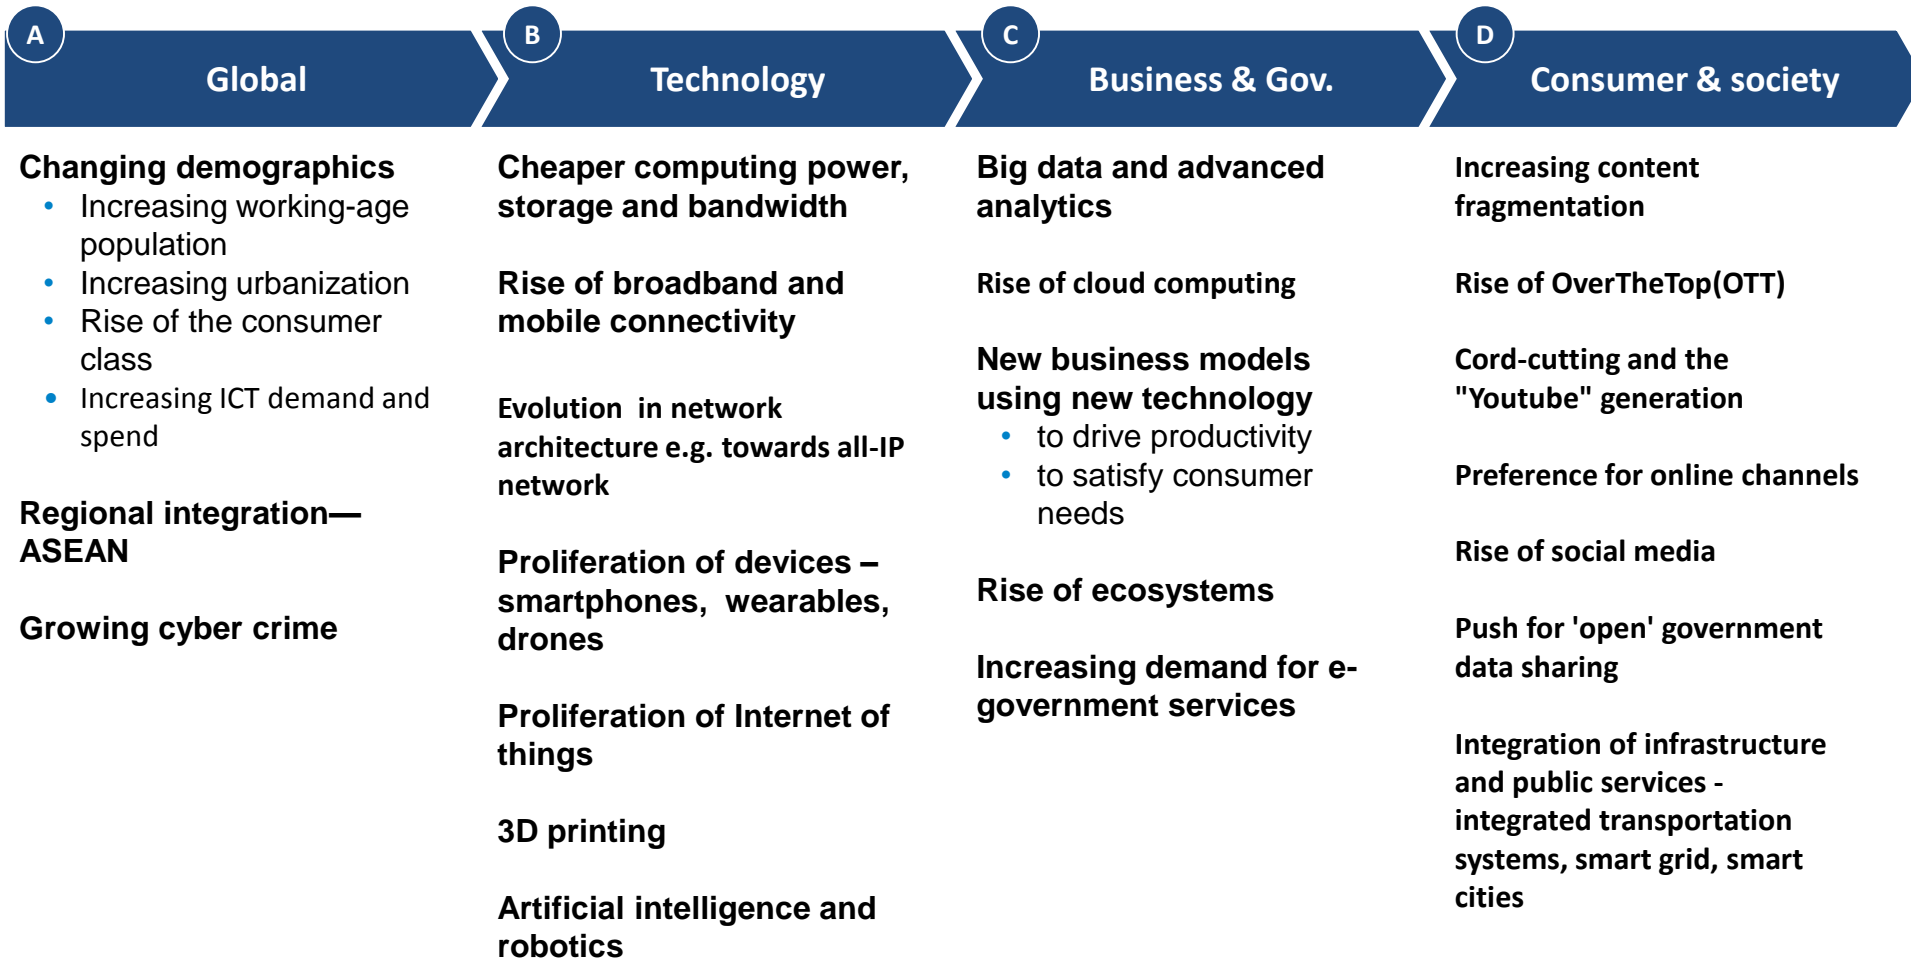 A
Global
Changing demographics
• Increasing working-age
population
• Increasing urbanization
• Rise of the consumer
class
• Increasing ICT demand and
spend
Regional integration—
ASEAN
Growing cyber crime
B
Technology
Cheaper computing power,
storage and bandwidth
Rise of broadband and
mobile connectivity
Evolution in network
architecture e.g. towards all-IP
network
Proliferation of devices –
smartphones, wearables,
drones
Proliferation of Internet of
things
3D printing
Artificial intelligence and
robotics
C
Business & Gov.
Big data and advanced
analytics
Rise of cloud computing
New business models
using new technology
• to drive productivity
• to satisfy consumer
needs
Rise of ecosystems
Increasing demand for e-
government services
D
Consumer & society
Increasing content
fragmentation
Rise of OverTheTop(OTT)
Cord-cutting and the
"Youtube" generation
Preference for online channels
Rise of social media
Push for 'open' government
data sharing
Integration of infrastructure
and public services -
integrated transportation
systems, smart grid, smart
cities